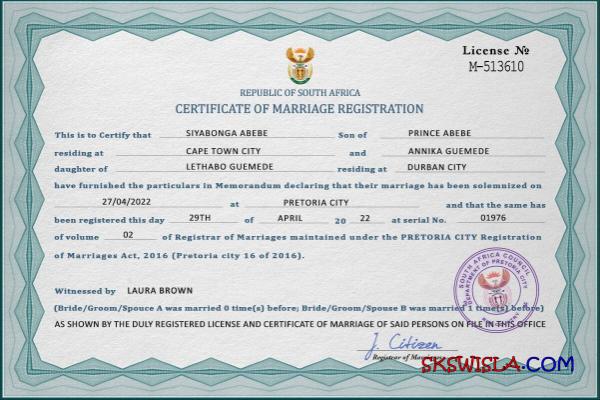 License №
M-513610
REPUBLIC OF SOUTH AFRICA
CERTIFICATE OF MARRIAGE REGISTRATION
This is to Certify that SIYABONGA ABEBE Son of PRINCE ABEBE
residing at CAPE TOWN CITY and ANNIKA GUEMEDE
daughter of LETHABO GUEMEDE residing at DURBAN CITY
have furnished the particulars in Memorandum declaring that their marriage has been solemnized on
27/04/2022 at PRETORIA CITY and that the same has
been registered this day 29TH of APRIL 20 22 at serial No. 01976
of volume 02 of Registrar of Marriages maintained under the PRETORIA CITY Registration
of Marriages Act, 2016 (Pretoria city 16 of 2016).
SOUTH AFRICA COUNCIL
DEPARTMENT OF PRETORIA CITY
Witnessed by LAURA BROWN
(Bride/Groom/Spouce A was married 0 time(s) before; Bride/Groom/Spouse B was married 1 time(s) before)
AS SHOWN BY THE DULY REGISTERED LICENSE AND CERTIFICATE OF MARRIAGE OF SAID PERSONS ON FILE IN THIS OFFICE
J. Citizen
Registrar of Marriages
SKSWISLA.COM